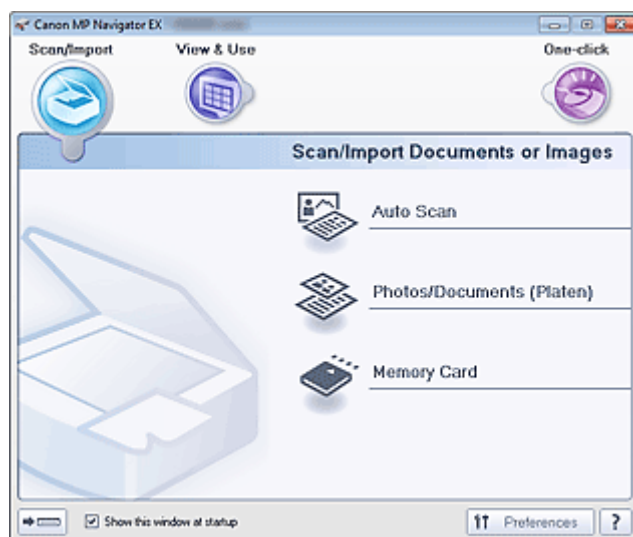 Canon MP Navigator EX
Scan/Import
View & Use
One-click
Scan/Import Documents or Images
Auto Scan
Photos/Documents (Platen)
Memory Card
Show this window at startup
Preferences
?